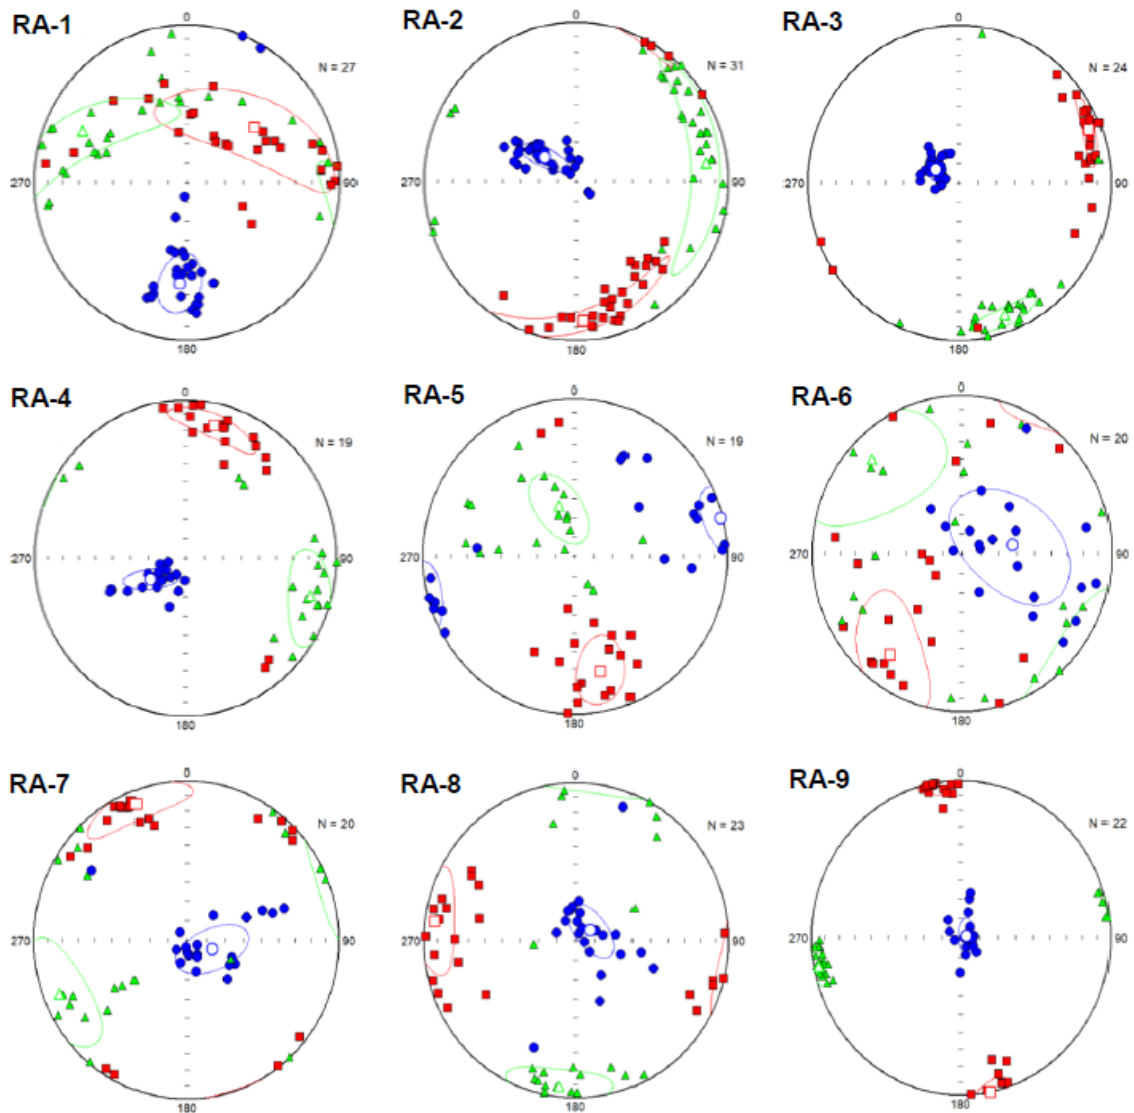 RA-1
0
N = 27
270
90
180
RA-2
0
N = 31
270
90
180
RA-3
0
N = 24
270
90
180
RA-4
0
N = 19
270
90
180
RA-5
0
N = 19
270
90
180
RA-6
0
N = 20
270
90
180
RA-7
0
N = 20
270
90
180
RA-8
0
N = 23
270
90
180
RA-9
0
N = 22
270
90
180